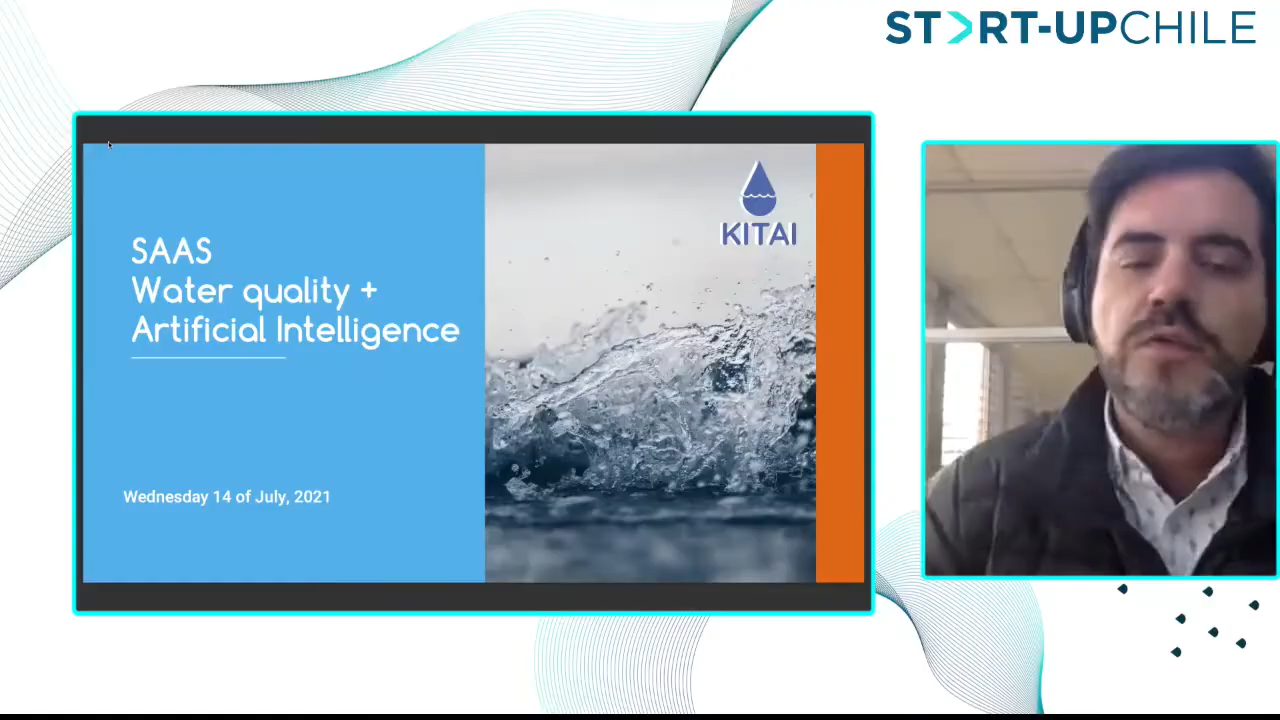 START-UPCHILE
KITAI
SAAS
Water quality +
Artificial Intelligence
Wednesday 14 of July, 2021